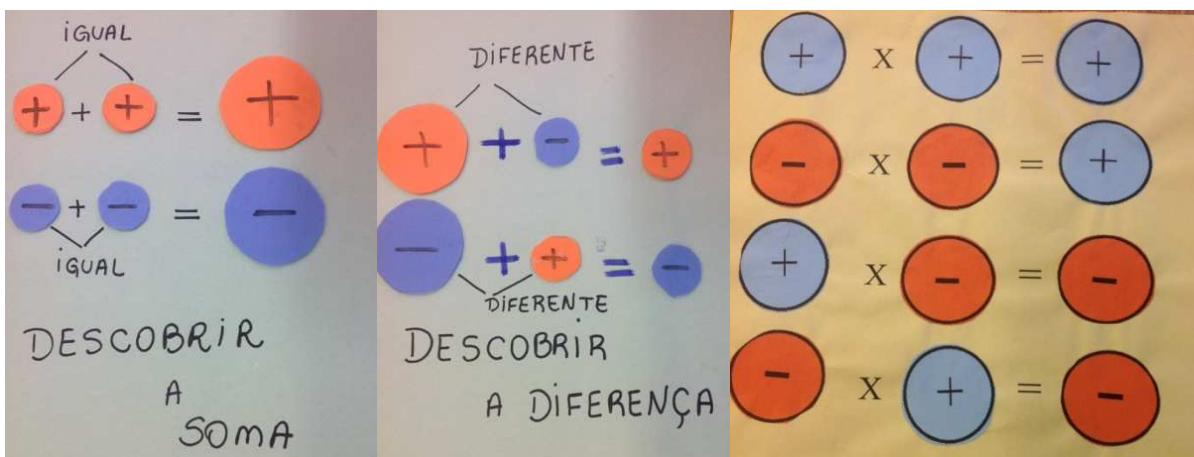 iGUAL
+ + + = +
- + - = -
iGUAL
DESCOBRiR
A
SOMA
DiFERENTE
+ + - = +
- + + = -
DiFERENTE
DESCOBRiR
A DiFERENÇA
+ X + = +
- X - = +
+ X - = -
- X + = -